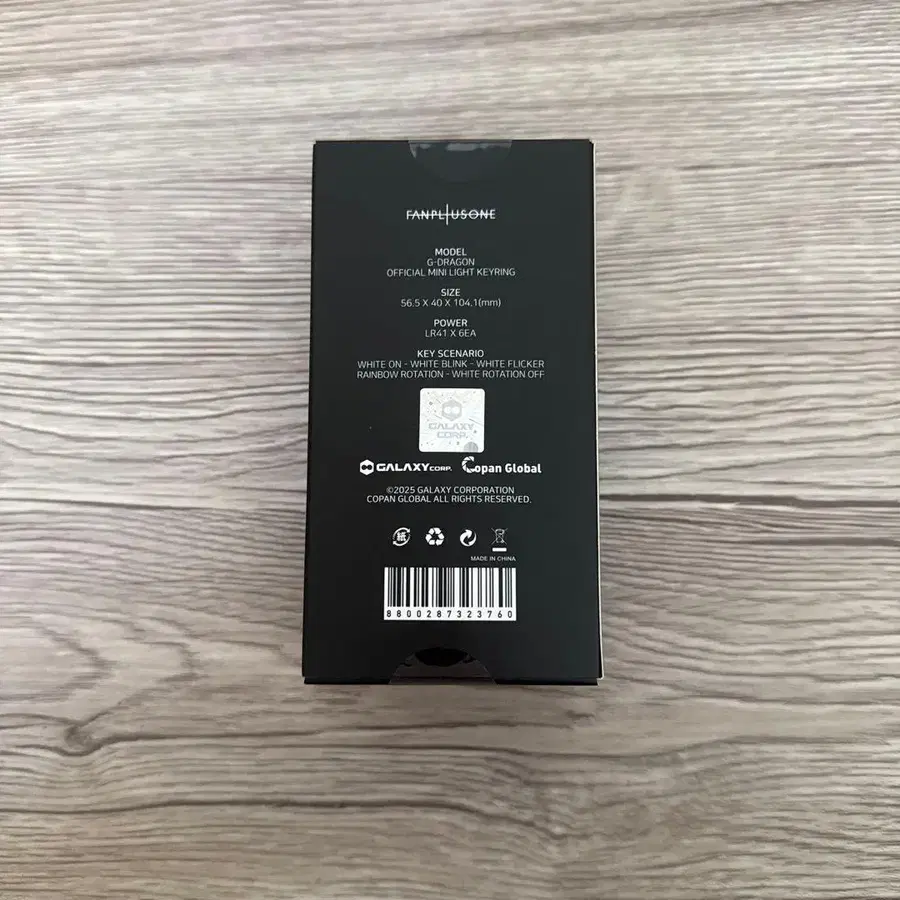 FANPLUSONE
MODEL
G-DRAGON
OFFICIAL MINI LIGHT KEYRING
SIZE
56.5 X 40 X 104.1(mm)
POWER
LR41 X 6EA
KEY SCENARIO
WHITE ON - WHITE BLINK - WHITE FLICKER
RAINBOW ROTATION - WHITE ROTATION OFF
GALAXY
CORP.
GALAXY CORP. Copan Global
©2025 GALAXY CORPORATION
COPAN GLOBAL ALL RIGHTS RESERVED.
紙
MADE IN CHINA
8800287323760